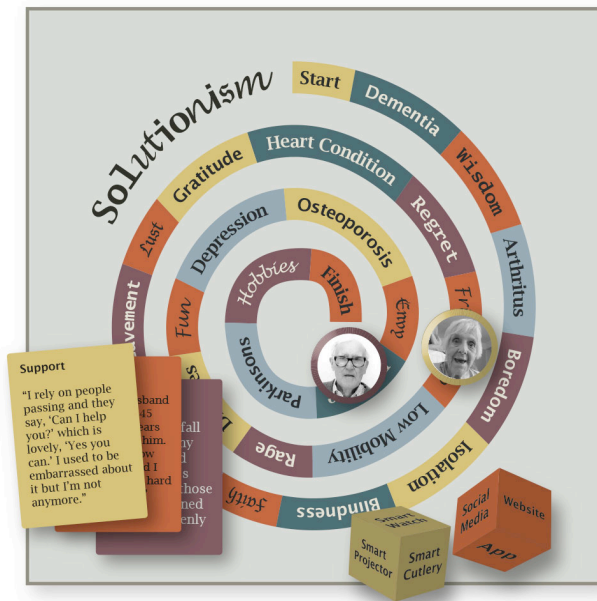 Solutionism
Start
Dementia
Wisdom
Arthritus
Boredom
Isolation
Blindness
Faith
Lust
Gratitude
Heart Condition
Regret
Low Mobility
Rage
Fun
Depression
Osteoporosis
Envy
Parkinsons
Hobbies
Finish
Support
“I rely on people
passing and they
say, ‘Can I help
you?’ which is
lovely, ‘Yes you
can.’ I used to be
embarrassed about
it but I’m not
anymore.”
Smart
Watch
Smart
Projector
Smart
Cutlery
Social
Media
Website
App